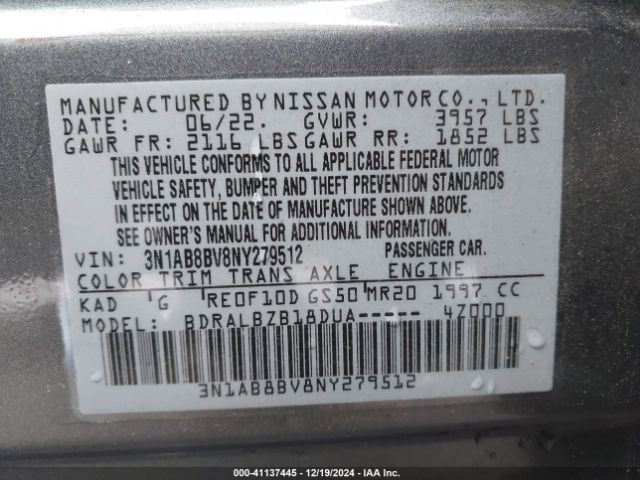 MANUFACTURED BY NISSAN MOTOR CO., LTD.
DATE: 06/22. GVWR: 3957 LBS
GAWR FR: 2116 LBS GAWR RR: 1852 LBS
THIS VEHICLE CONFORMS TO ALL APPLICABLE FEDERAL MOTOR
VEHICLE SAFETY, BUMPER AND THEFT PREVENTION STANDARDS
IN EFFECT ON THE DATE OF MANUFACTURE SHOWN ABOVE.
SEE OWNER'S MANUAL FOR ADDITIONAL INFORMATION.
VIN: 3N1AB8BV8NY279512 PASSENGER CAR.
COLOR TRIM TRANS AXLE ENGINE
KAD G RE0F10D GS50 MR20 1997 CC
MODEL: BDRALBZB18DUA----- 4Z000
3N1AB8BV8NY279512
000-41137445 - 12/19/2024 - IAA Inc.